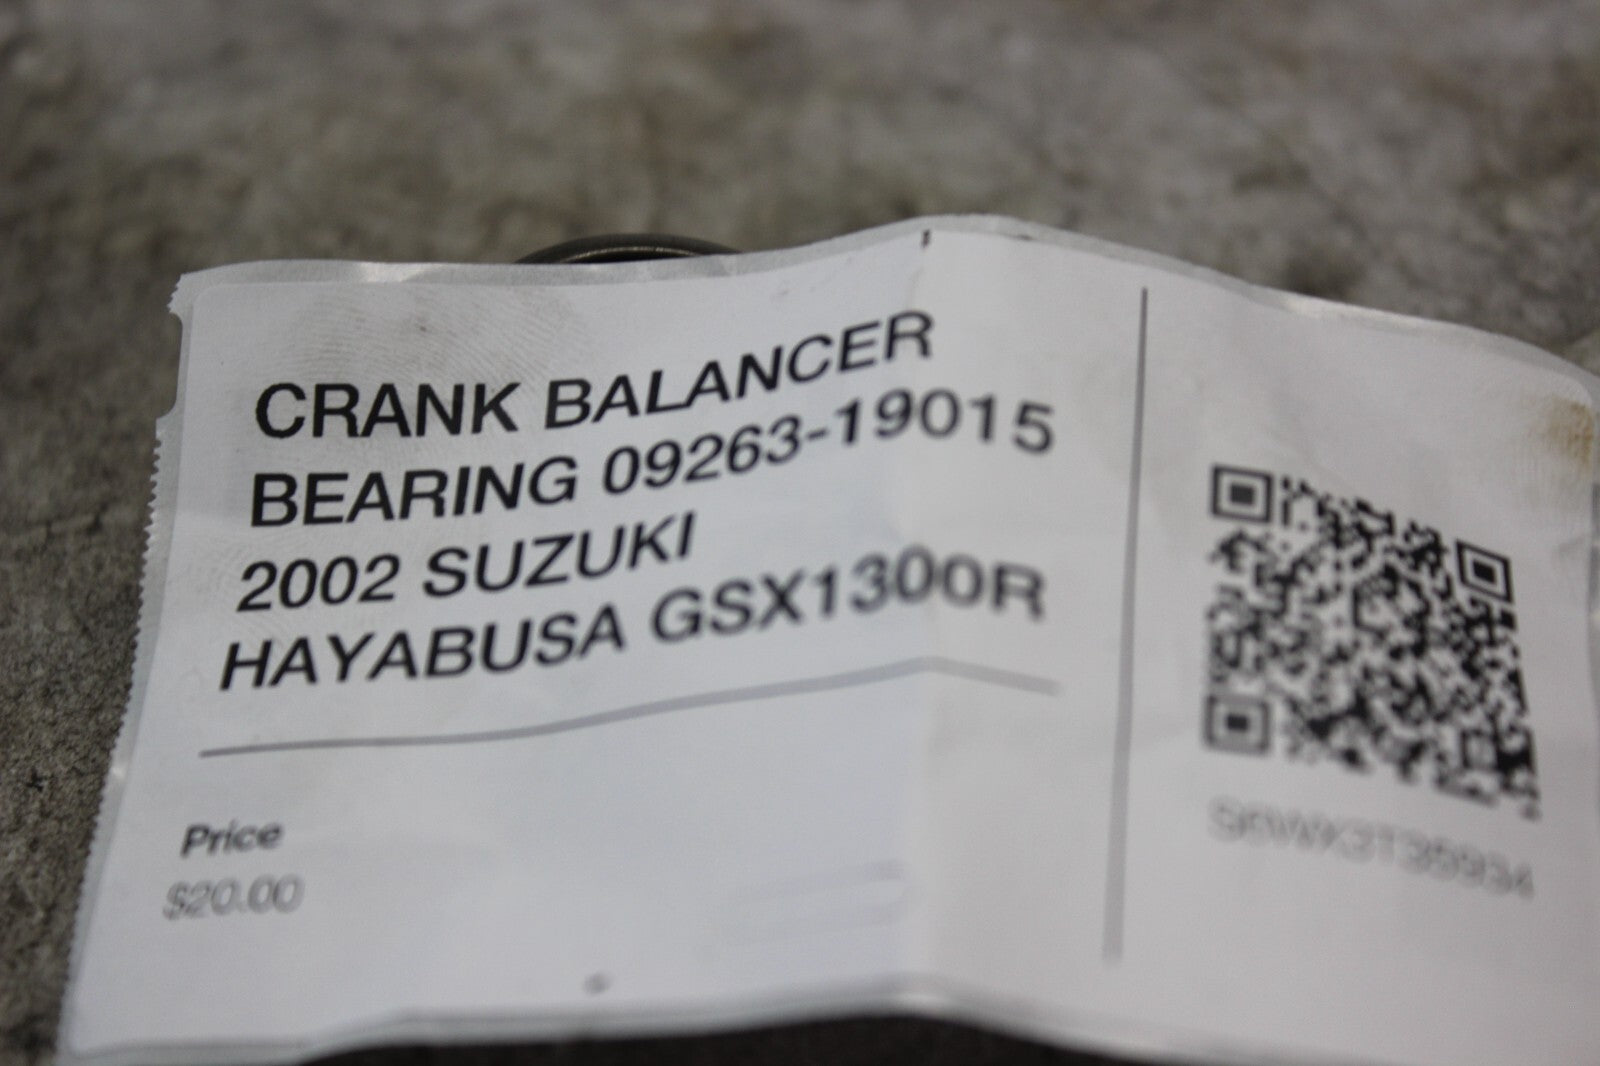 CRANK BALANCER
BEARING 09263-19015
2002 SUZUKI
HAYABUSA GSX1300R
Price
$20.00